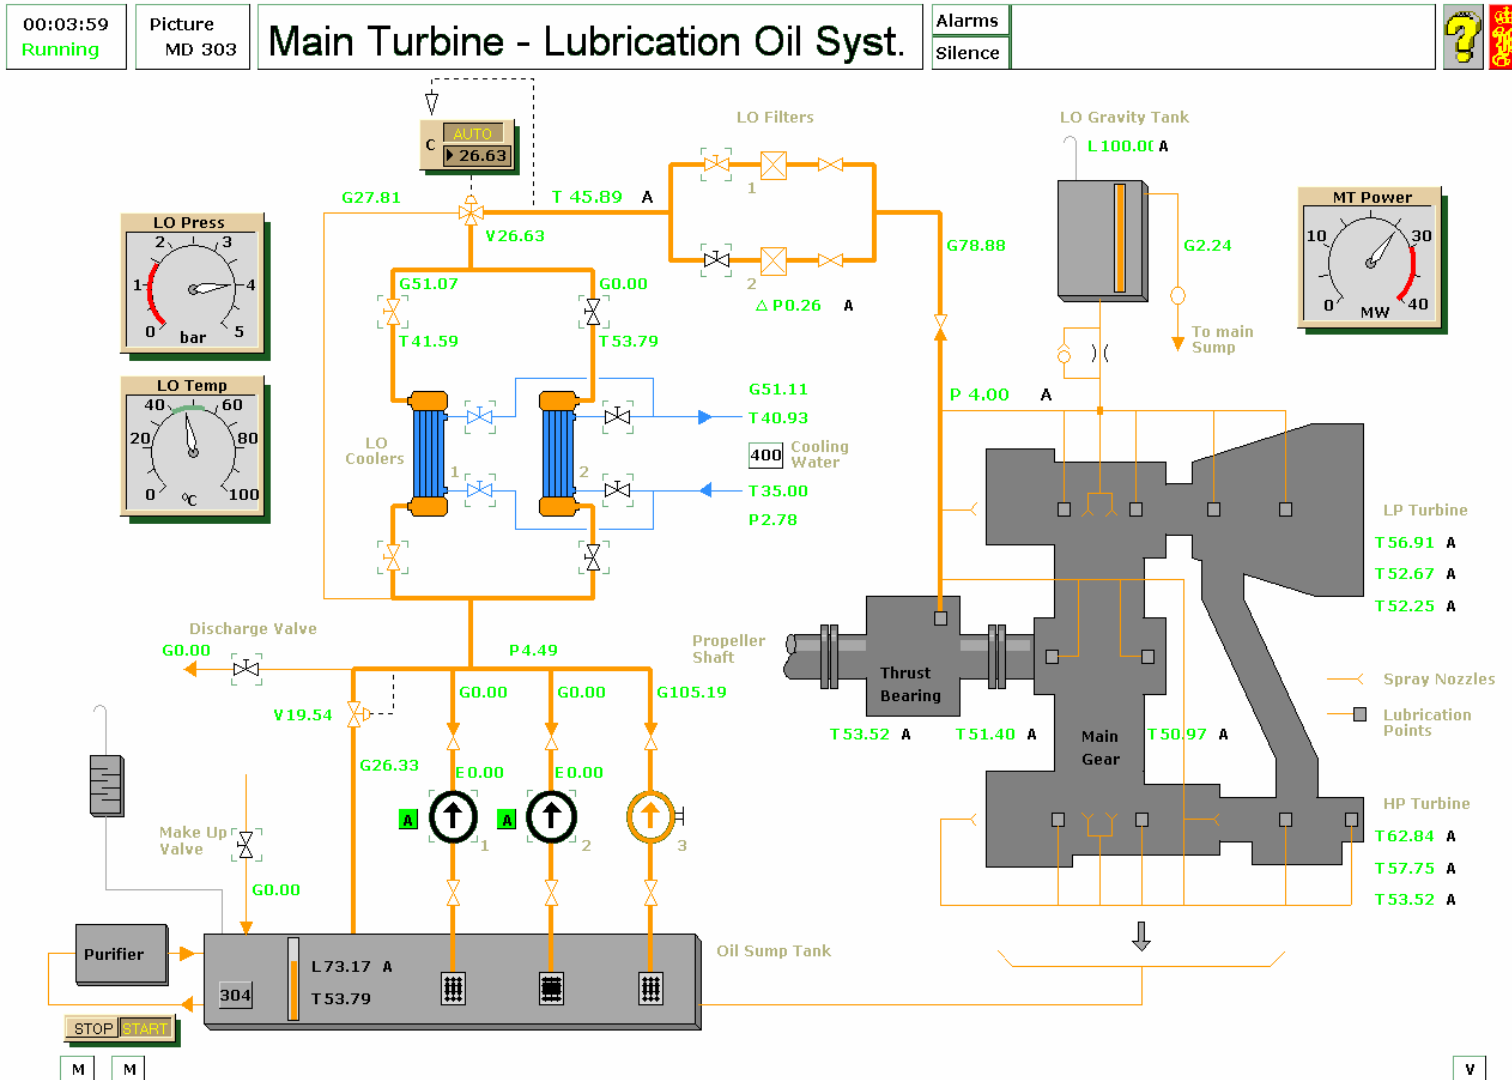 00:03:59
Running
Picture
MD 303
Main Turbine - Lubrication Oil Syst.
Alarms
Silence
C
AUTO
26.63
LO Filters
LO Gravity Tank
L100.0 A
G27.81
T 45.89 A
1
V26.63
2
G78.88
G2.24
△ P0.26 A
To main
Sump
LO Press
0
1
2
3
4
5
bar
MT Power
0
10
30
40
MW
G51.07
G0.00
T41.59
T53.79
LO Temp
0
20
40
60
80
100
°C
G51.11
T40.93
LO
Coolers
1
2
400
Cooling
Water
T35.00
P2.78
P 4.00 A
LP Turbine
T56.91 A
T52.67 A
T52.25 A
Discharge Valve
G0.00
P4.49
Propeller
Shaft
Thrust
Bearing
Spray Nozzles
Lubrication
Points
G0.00
G0.00
G105.19
V19.54
G26.33
T53.52 A
T51.40 A
T50.97 A
Main
Gear
E0.00
E0.00
A
A
1
2
3
Make Up
Valve
G0.00
HP Turbine
T62.84 A
T57.75 A
T53.52 A
Purifier
304
L73.17 A
T53.79
Oil Sump Tank
STOP
START
M
M
V